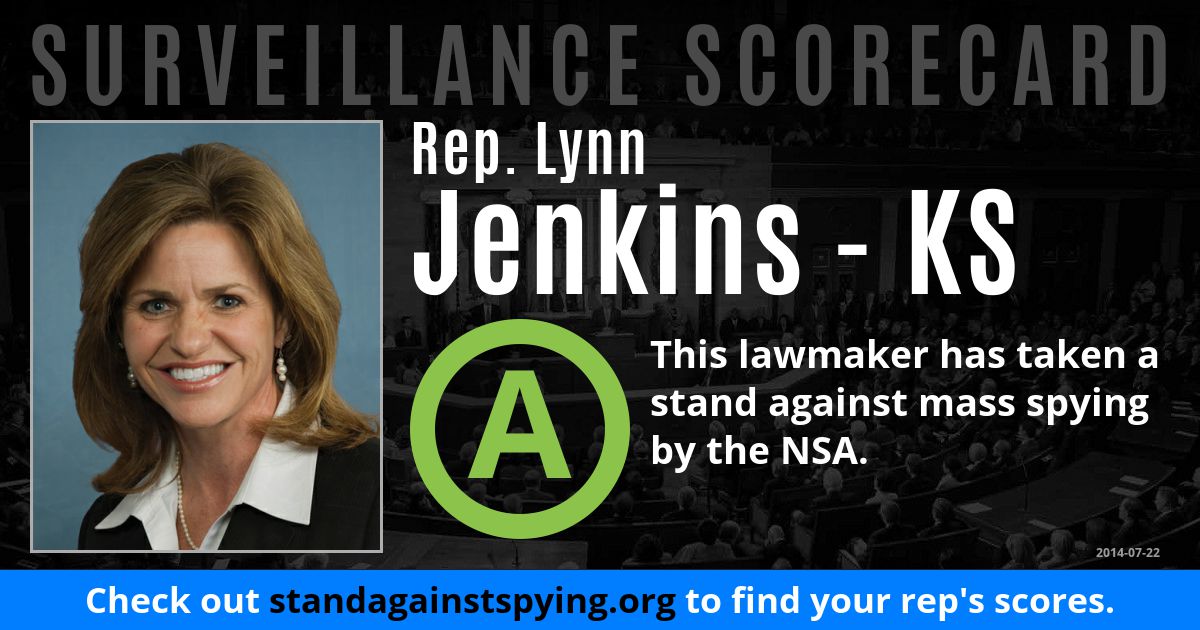 SURVEILLANCE SCORECARD
Rep. Lynn
Jenkins - KS
A
This lawmaker has taken a
stand against mass spying
by the NSA.
2014-07-22
Check out standagainstspying.org to find your rep's scores.